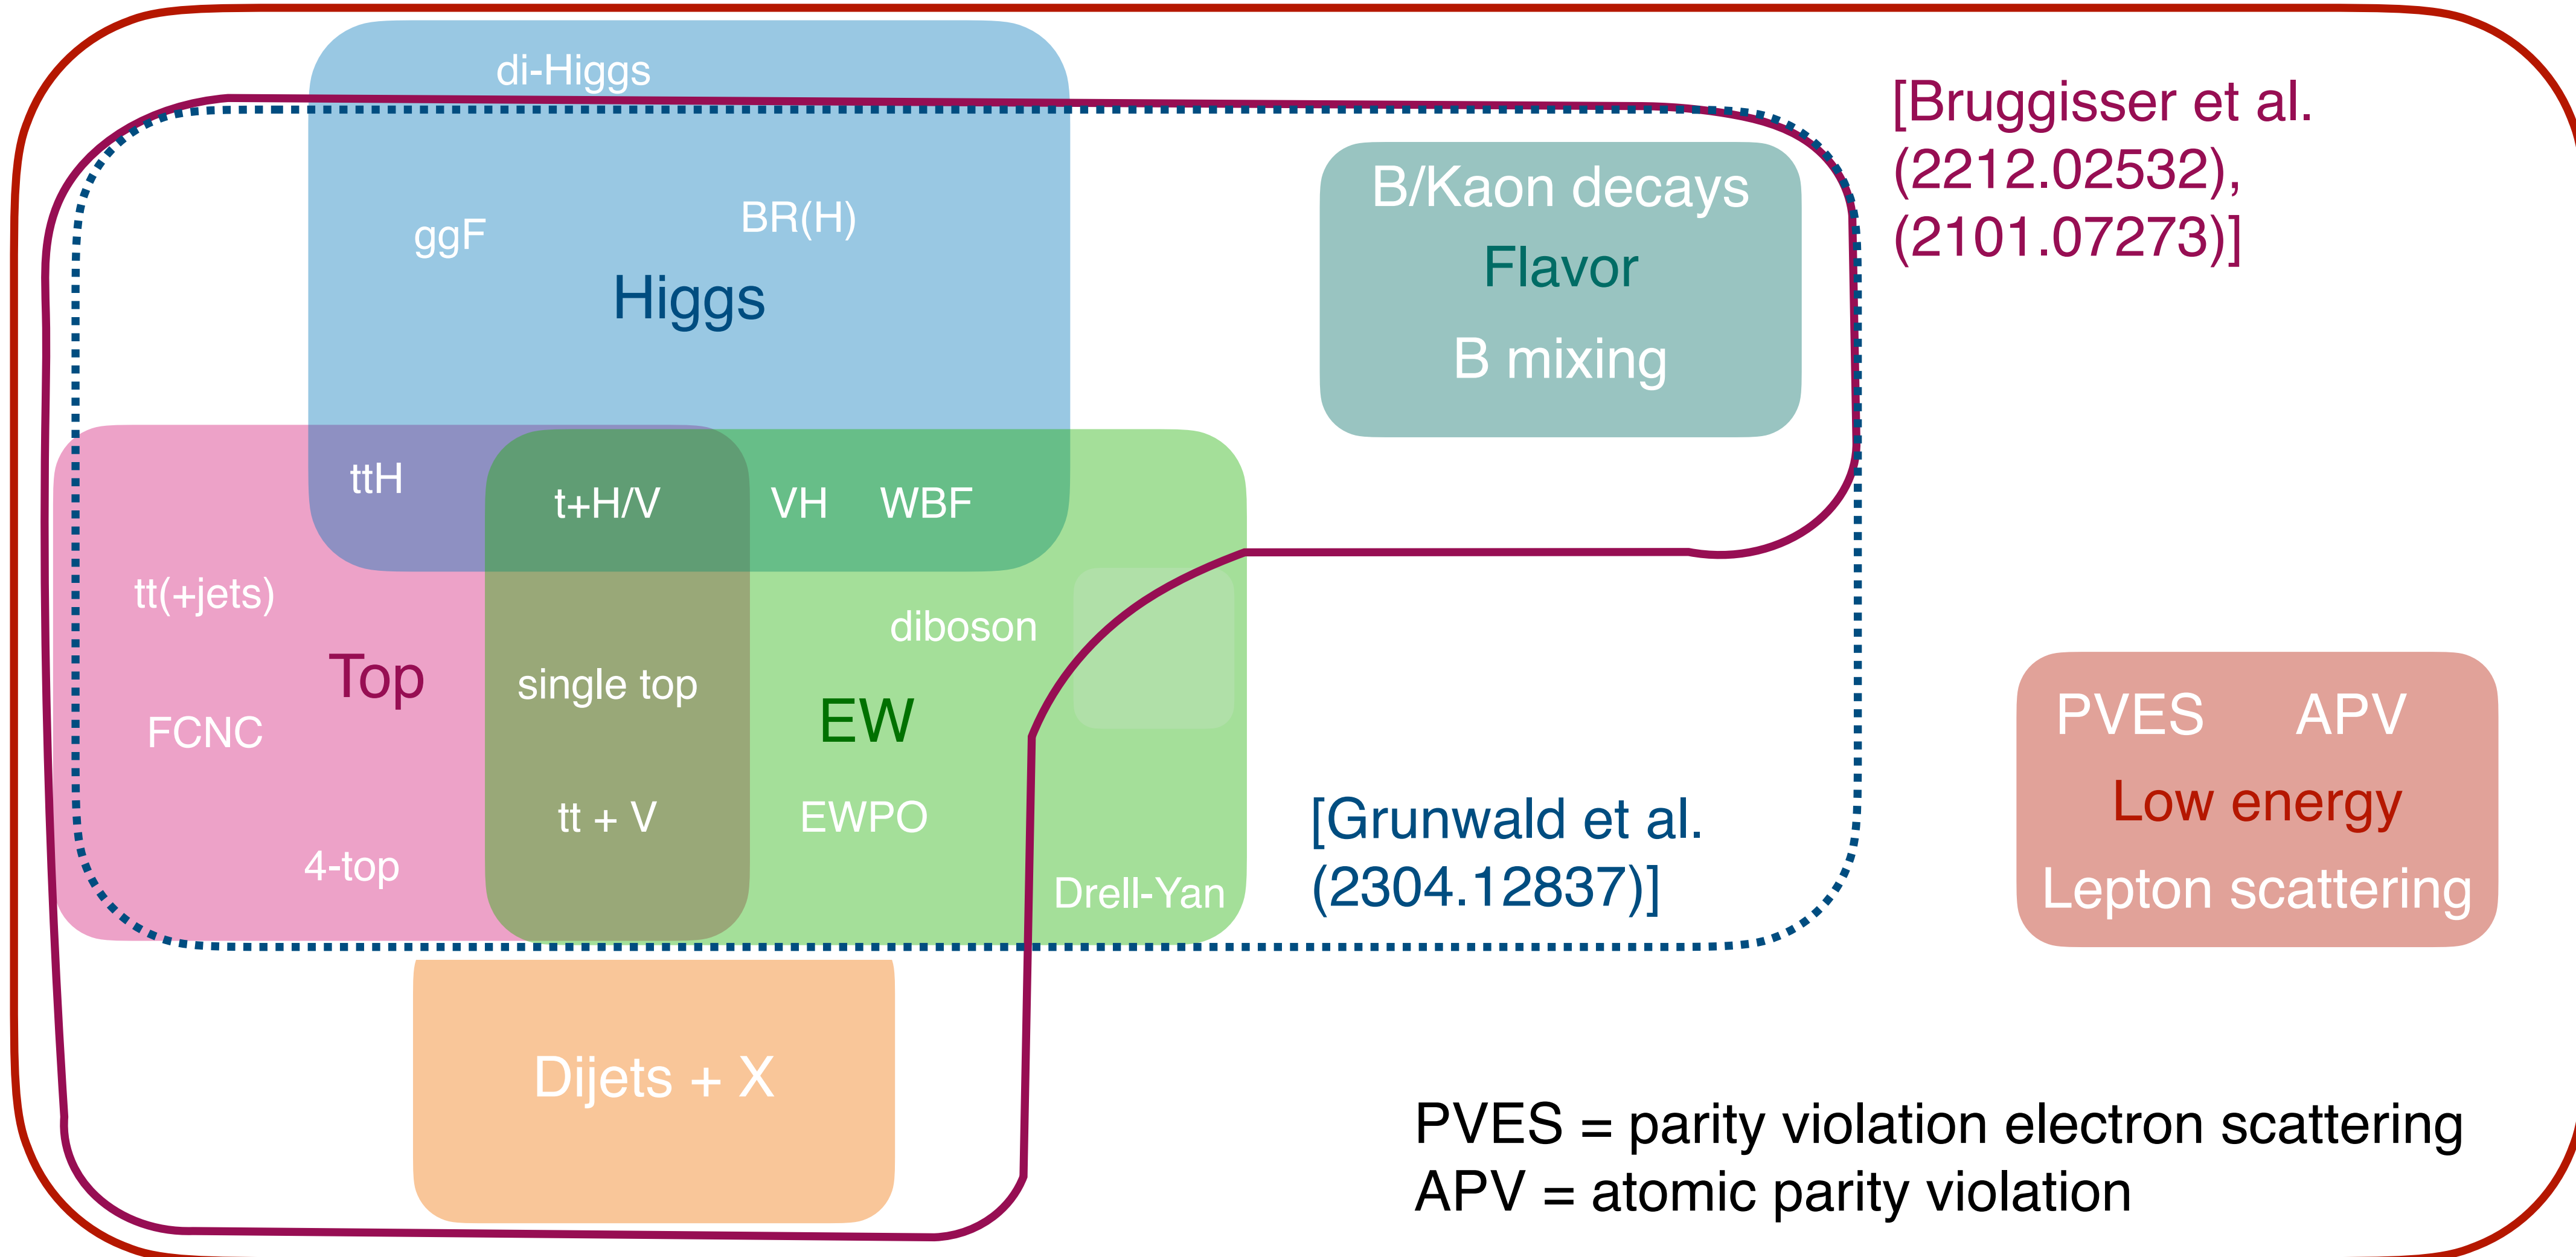 di-Higgs
ggF
BR(H)
Higgs
B/Kaon decays
Flavor
B mixing
[Bruggisser et al.
(2212.02532),
(2101.07273)]
ttH
t+H/V
VH
WBF
tt(+jets)
Top
FCNC
4-top
single top
tt + V
diboson
EW
EWPO
Drell-Yan
[Grunwald et al.
(2304.12837)]
PVES APV
Low energy
Lepton scattering
Dijets + X
PVES = parity violation electron scattering
APV = atomic parity violation